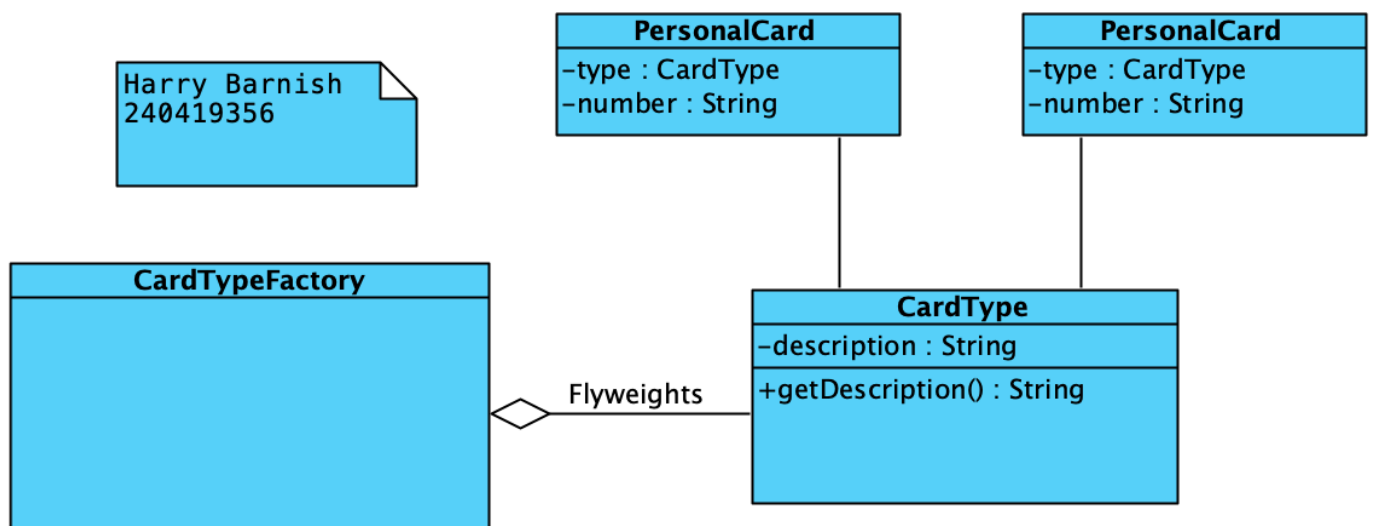 Harry Barnish
240419356
PersonalCard
-type : CardType
-number : String
PersonalCard
-type : CardType
-number : String
CardTypeFactory
Flyweights
CardType
-description : String
+getDescription() : String